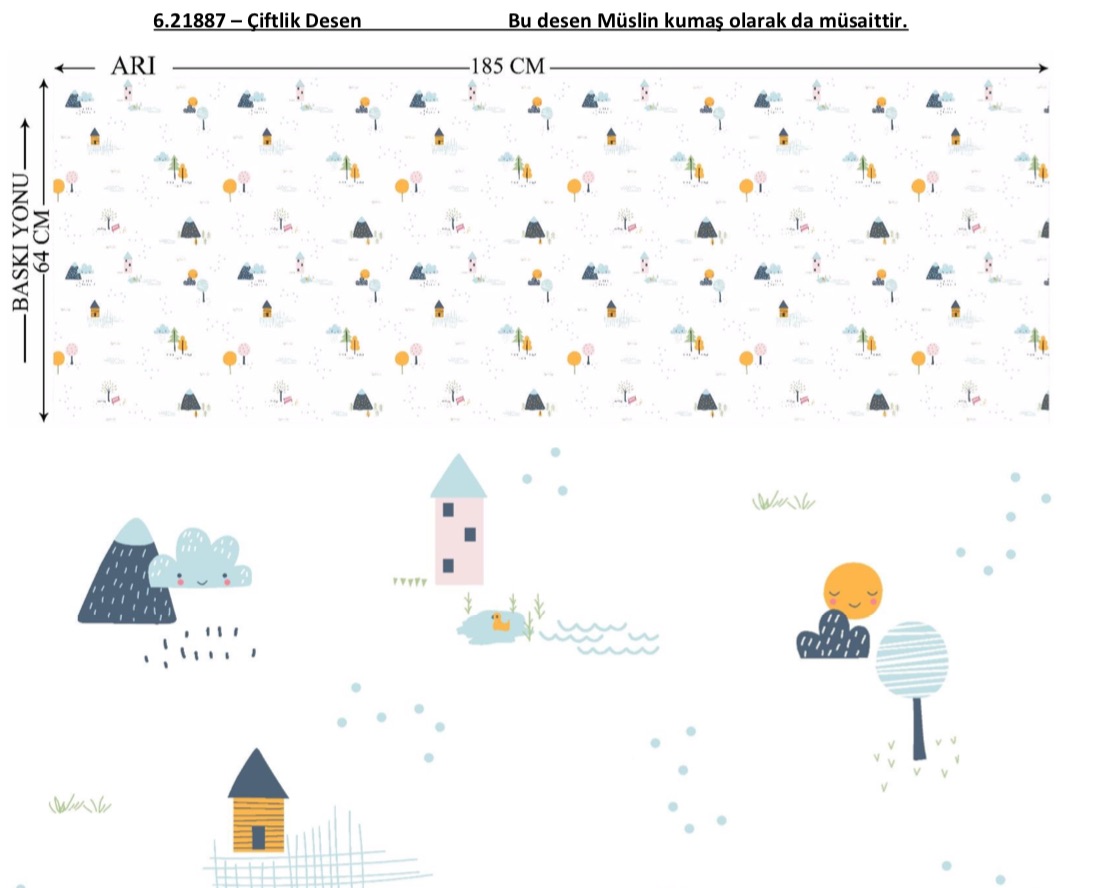 6.21887 – Çiftlik Desen Bu desen Müslin kumaş olarak da müsaittir.
ARI 185 CM
BASKI YONU
64 CM